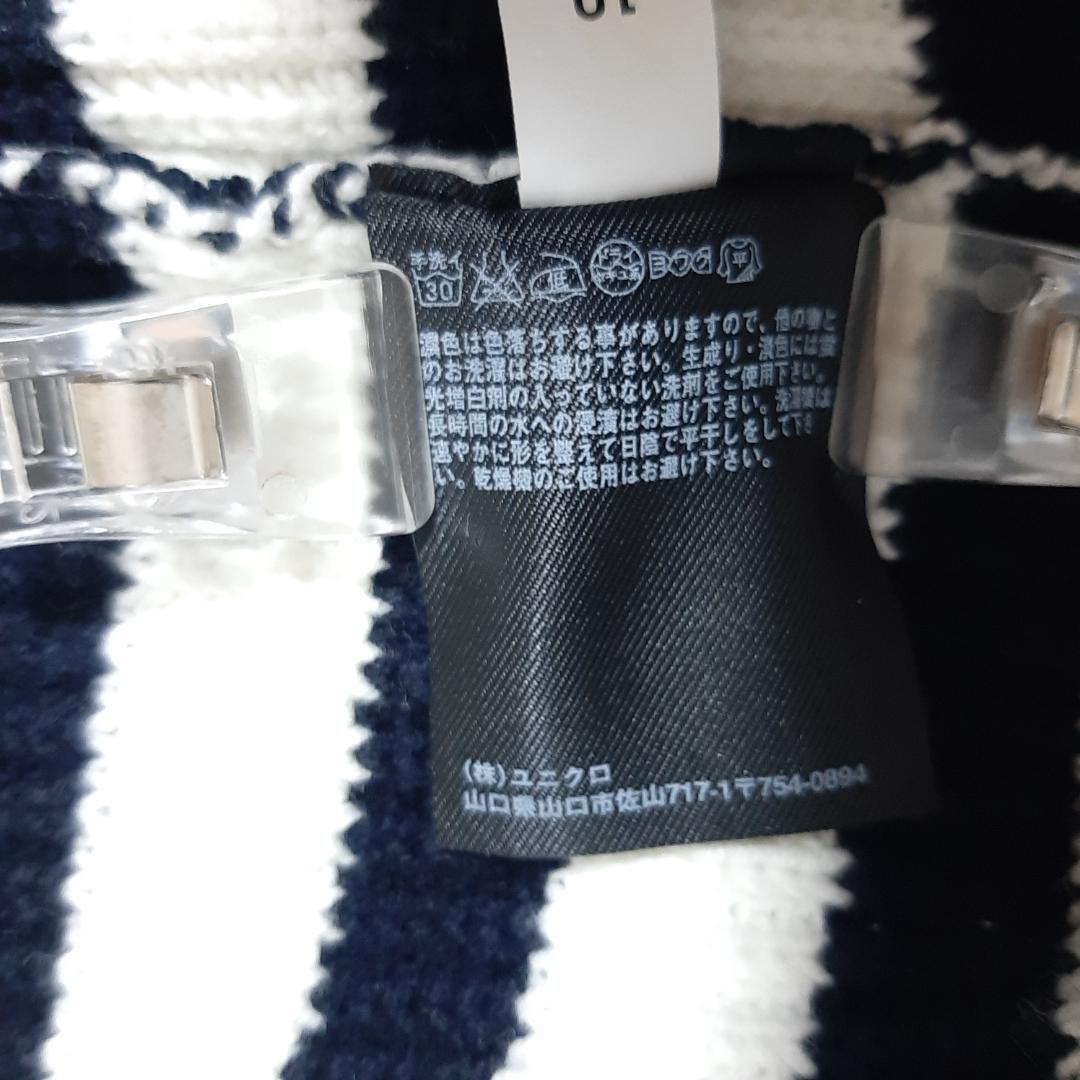 手洗イ
30
低
ドライ
ヨワク
平
濃色は色落ちする事がありますので、他の物と
のお洗濯はお避け下さい。生成り・淡色には蛍
光増白剤の入っていない洗剤をご使用下さい。
長時間の水への浸漬はお避け下さい。洗濯後は
速やかに形を整えて日陰で平干しをして下さ
い。乾燥機のご使用はお避け下さい。
(株)ユニクロ
山口県山口市佐山717-1〒754-0894